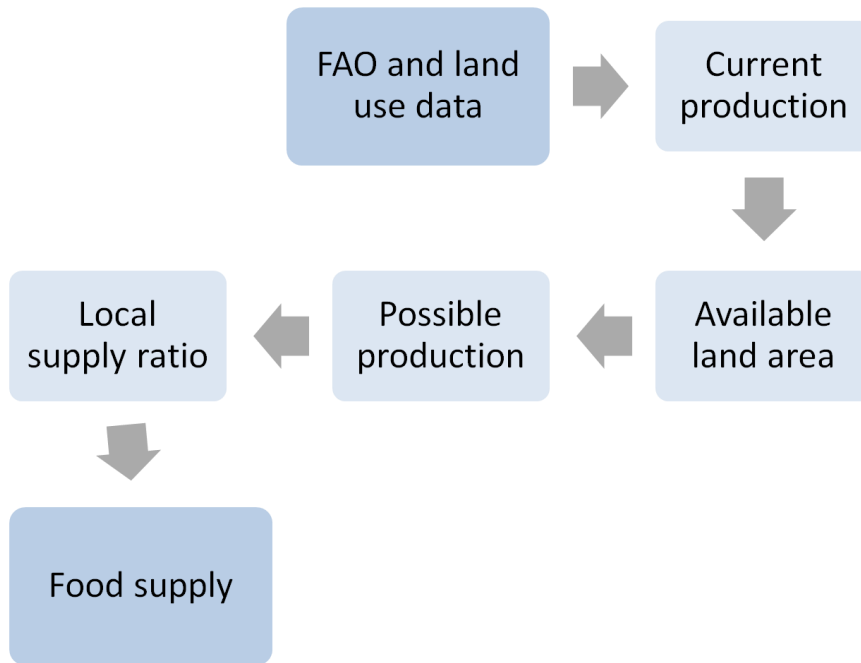 FAO and land
use data
Current
production
Available
land area
Possible
production
Local
supply ratio
Food supply